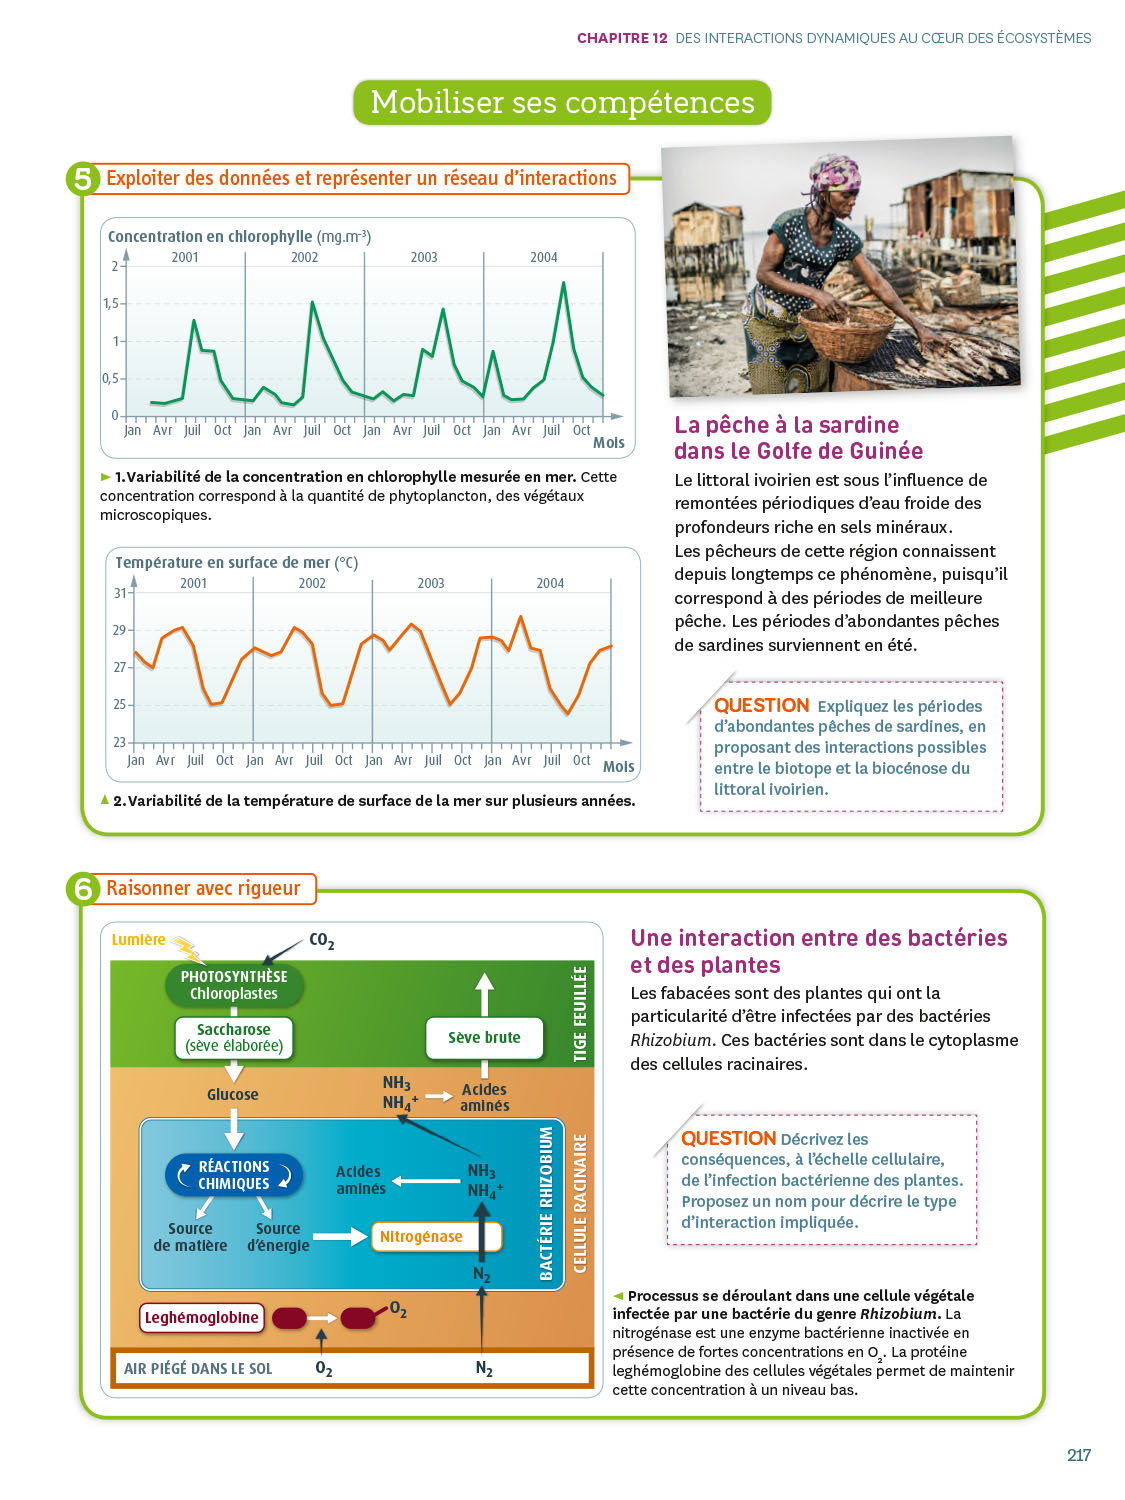 CHAPITRE 12 DES INTERACTIONS DYNAMIQUES AU CŒUR DES ÉCOSYSTÈMES
Mobiliser ses compétences
5 Exploiter des données et représenter un réseau d'interactions
Concentration en chlorophylle (mg.m⁻³)
2001 2002 2003 2004
2
1,5
1
0,5
0
Jan Avr Juil Oct Jan Avr Juil Oct Jan Avr Juil Oct Jan Avr Juil Oct
Mois
► 1. Variabilité de la concentration en chlorophylle mesurée en mer. Cette
concentration correspond à la quantité de phytoplancton, des végétaux
microscopiques.
Température en surface de mer (°C)
2001 2002 2003 2004
31
29
27
25
23
Jan Avr Juil Oct Jan Avr Juil Oct Jan Avr Juil Oct Jan Avr Juil Oct
Mois
▲ 2. Variabilité de la température de surface de la mer sur plusieurs années.
La pêche à la sardine
dans le Golfe de Guinée
Le littoral ivoirien est sous l'influence de
remontées périodiques d'eau froide des
profondeurs riche en sels minéraux.
Les pêcheurs de cette région connaissent
depuis longtemps ce phénomène, puisqu'il
correspond à des périodes de meilleure
pêche. Les périodes d'abondantes pêches
de sardines surviennent en été.
QUESTION Expliquez les périodes
d'abondantes pêches de sardines, en
proposant des interactions possibles
entre le biotope et la biocénose du
littoral ivoirien.
6 Raisonner avec rigueur
Lumière
CO₂
PHOTOSYNTHÈSE
Chloroplastes
Saccharose
(sève élaborée)
Sève brute
TIGE FEUILLÉE
Glucose
NH₃
NH₄⁺
Acides
aminés
RÉACTIONS
CHIMIQUES
Acides
aminés
NH₃
NH₄⁺
Source
de matière
Source
d'énergie
Nitrogénase
N₂
BACTÉRIE RHIZOBIUM
CELLULE RACINAIRE
Leghémoglobine
O₂
AIR PIÉGÉ DANS LE SOL
O₂
N₂
Une interaction entre des bactéries
et des plantes
Les fabacées sont des plantes qui ont la
particularité d'être infectées par des bactéries
Rhizobium. Ces bactéries sont dans le cytoplasme
des cellules racinaires.
QUESTION Décrivez les
conséquences, à l'échelle cellulaire,
de l'infection bactérienne des plantes.
Proposez un nom pour décrire le type
d'interaction impliquée.
◄ Processus se déroulant dans une cellule végétale
infectée par une bactérie du genre Rhizobium. La
nitrogénase est une enzyme bactérienne inactivée en
présence de fortes concentrations en O₂. La protéine
leghémoglobine des cellules végétales permet de maintenir
cette concentration à un niveau bas.
217